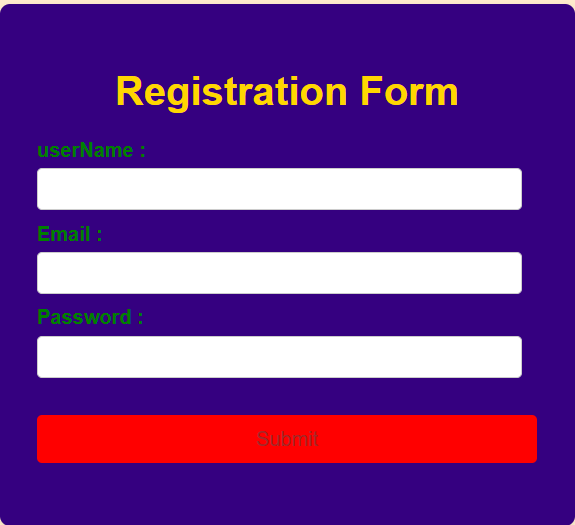 Registration Form
userName :
Email :
Password :
Submit